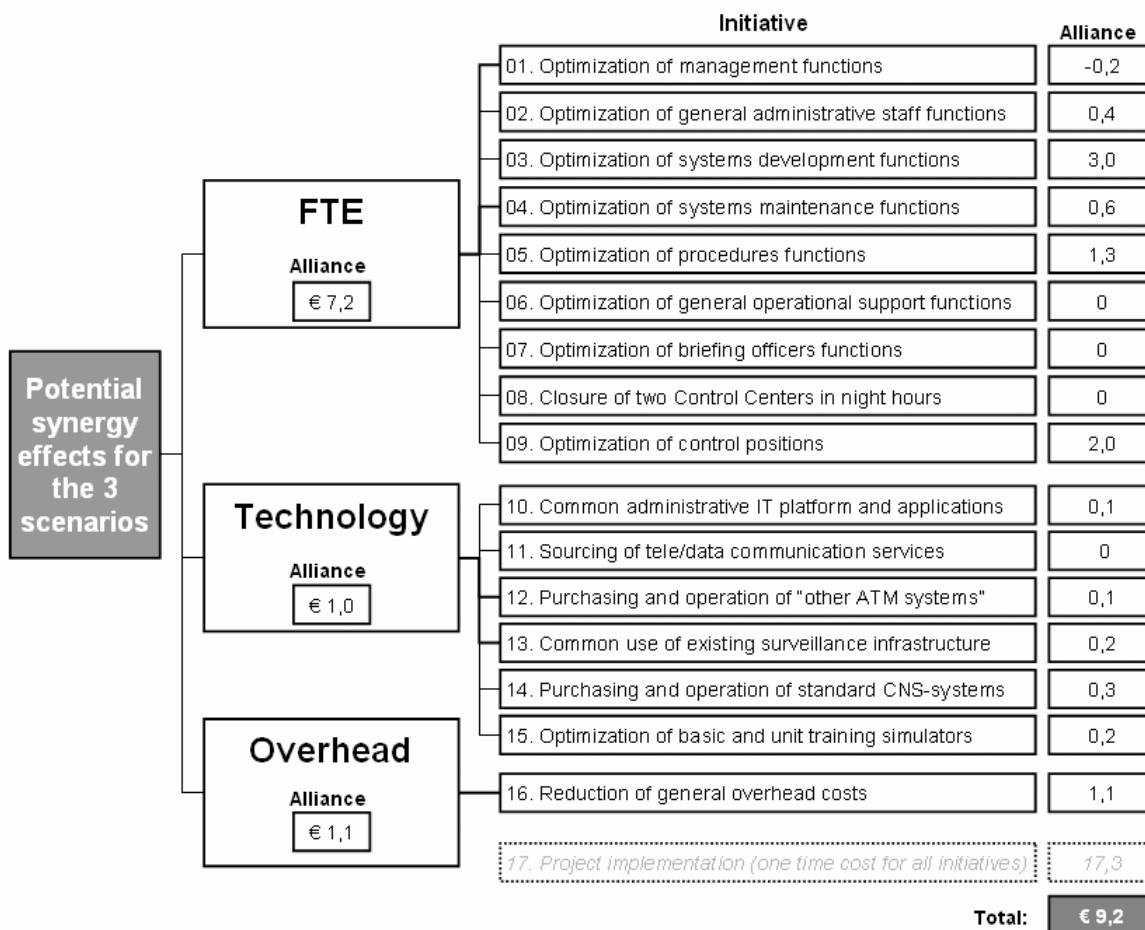 Initiative
Alliance
01. Optimization of management functions
-0,2
02. Optimization of general administrative staff functions
0,4
03. Optimization of systems development functions
3,0
04. Optimization of systems maintenance functions
0,6
05. Optimization of procedures functions
1,3
06. Optimization of general operational support functions
0
07. Optimization of briefing officers functions
0
08. Closure of two Control Centers in night hours
0
09. Optimization of control positions
2,0
FTE
Alliance
€ 7,2
Potential
synergy
effects for
the 3
scenarios
Technology
Alliance
€ 1,0
10. Common administrative IT platform and applications
0,1
11. Sourcing of tele/data communication services
0
12. Purchasing and operation of "other ATM systems"
0,1
13. Common use of existing surveillance infrastructure
0,2
14. Purchasing and operation of standard CNS-systems
0,3
15. Optimization of basic and unit training simulators
0,2
Overhead
Alliance
€ 1,1
16. Reduction of general overhead costs
1,1
17. Project implementation (one time cost for all initiatives)
17,3
Total:
€ 9,2